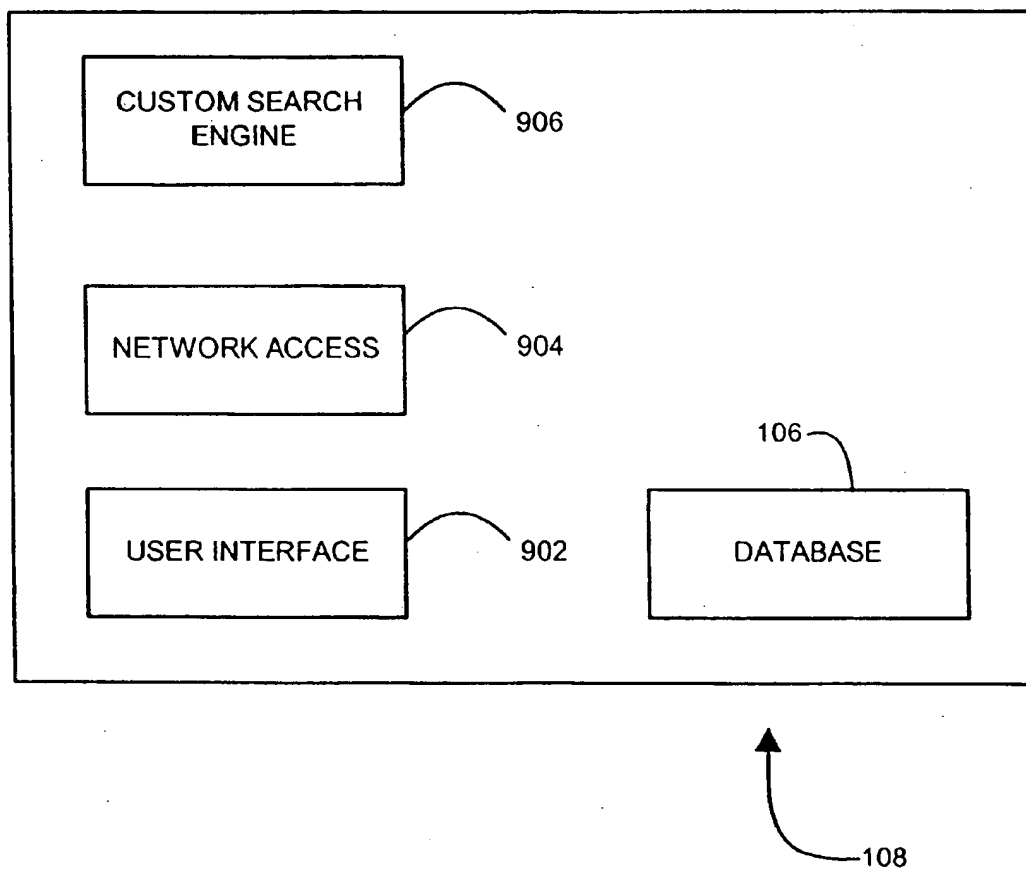 CUSTOM SEARCH
ENGINE
906
NETWORK ACCESS
904
106
USER INTERFACE
902
DATABASE
108